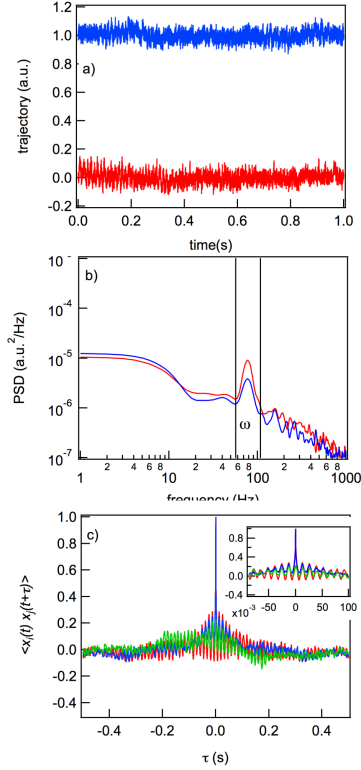 1.2
1.0
0.8
0.6
0.4
0.2
0.0
-0.2
trajectory (a.u.)
a)
0.0 0.2 0.4 0.6 0.8 1.0
time(s)
b)
10⁻
10⁻⁴
10⁻⁵
10⁻⁶
10⁻⁷
PSD (a.u.²/Hz)
ω
1 2 4 6 8 10 2 4 6 8 100 2 4 6 8 1000
frequency (Hz)
c)
1.0
0.8
0.6
0.4
0.2
0.0
-0.2
-0.4
<xᵢ(t) xⱼ(t+τ)>
0.8
0.4
0.0
-0.4
x10⁻³
-50 0 50 100
-0.4 -0.2 0.0 0.2 0.4
τ (s)